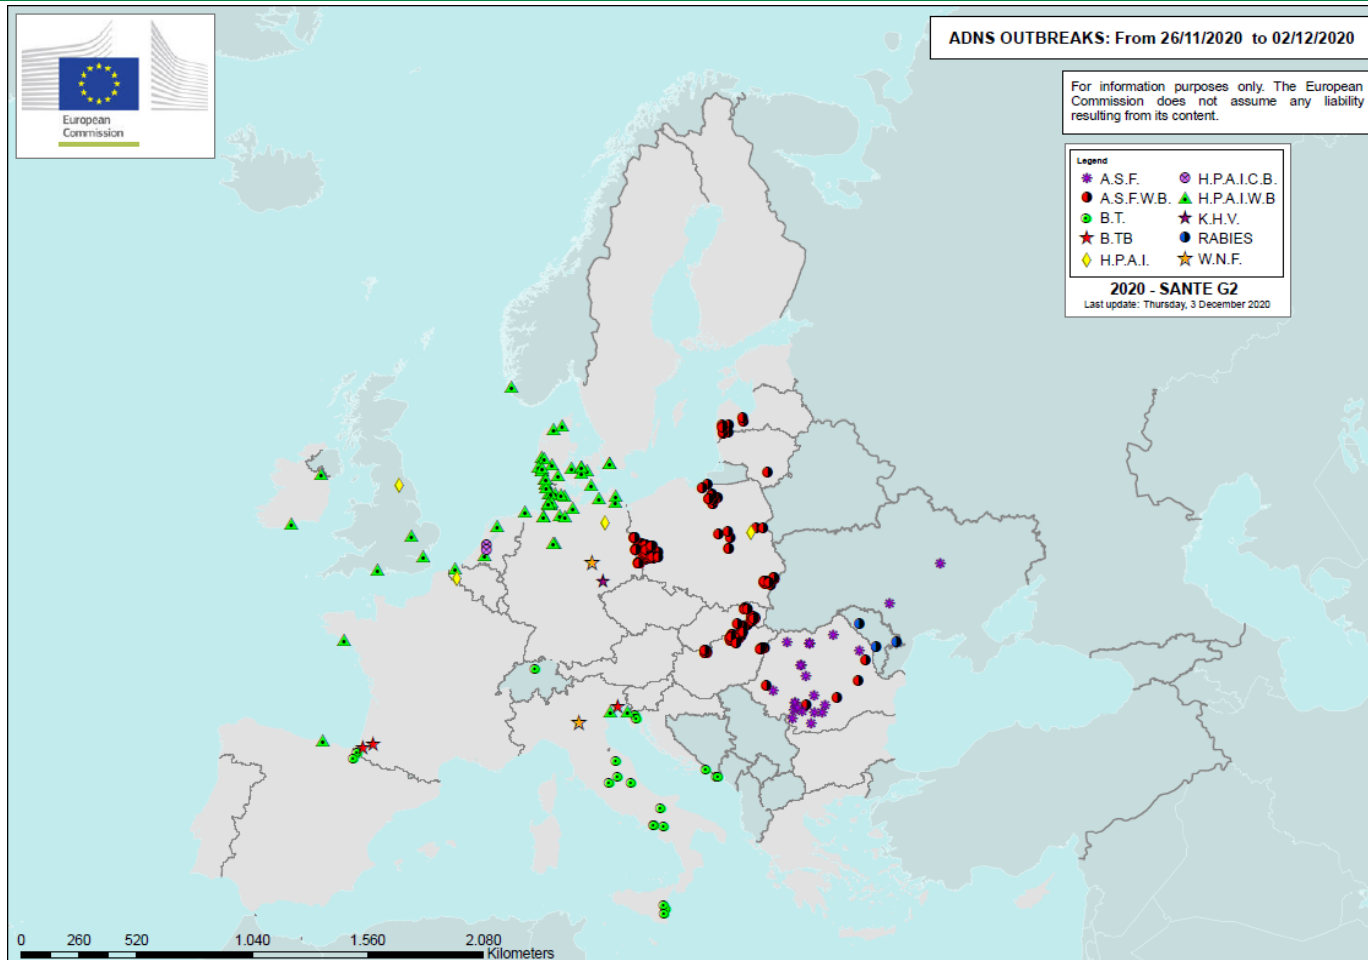 European
Commission
ADNS OUTBREAKS: From 26/11/2020 to 02/12/2020
For information purposes only. The European
Commission does not assume any liability
resulting from its content.
Legend
A.S.F.
H.P.A.I.C.B.
A.S.F.W.B.
H.P.A.I.W.B
B.T.
K.H.V.
B.TB
RABIES
H.P.A.I.
W.N.F.
2020 - SANTE G2
Last update: Thursday, 3 December 2020
0 260 520 1.040 1.560 2.080
Kilometers